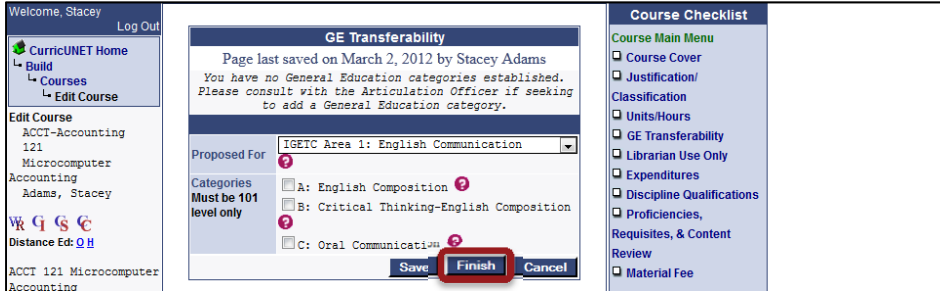 Welcome, Stacey
Log Out
CurricUNET Home
Build
Courses
Edit Course
Edit Course
ACCT-Accounting
121
Microcomputer
Accounting
Adams, Stacey
WR CI CS CC
Distance Ed: O H
ACCT 121 Microcomputer
Accounting
GE Transferability
Page last saved on March 2, 2012 by Stacey Adams
You have no General Education categories established.
Please consult with the Articulation Officer if seeking
to add a General Education category.
Proposed For
IGETC Area 1: English Communication
?
Categories
Must be 101
level only
A: English Composition ?
B: Critical Thinking-English Composition
?
C: Oral Communication ?
Save Finish Cancel
Course Checklist
Course Main Menu
Course Cover
Justification/
Classification
Units/Hours
GE Transferability
Librarian Use Only
Expenditures
Discipline Qualifications
Proficiencies,
Requisites, & Content
Review
Material Fee